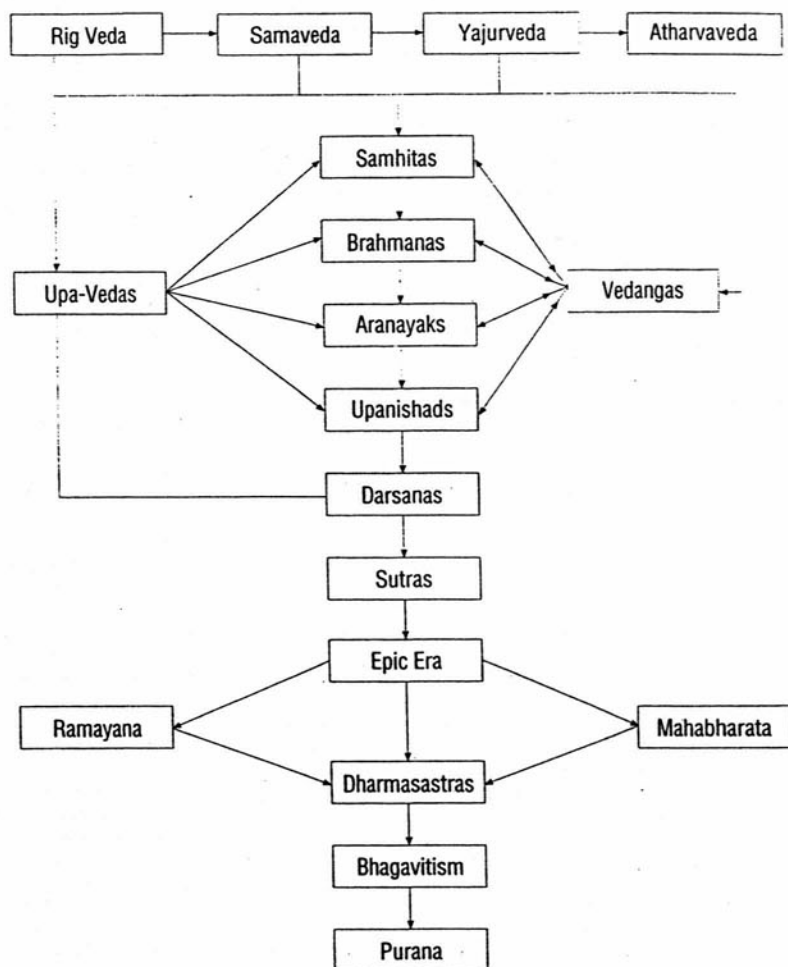 Rig Veda
Samaveda
Yajurveda
Atharvaveda
Samhitas
Brahmanas
Upa-Vedas
Vedangas
Aranayaks
Upanishads
Darsanas
Sutras
Epic Era
Ramayana
Mahabharata
Dharmasastras
Bhagavitism
Purana